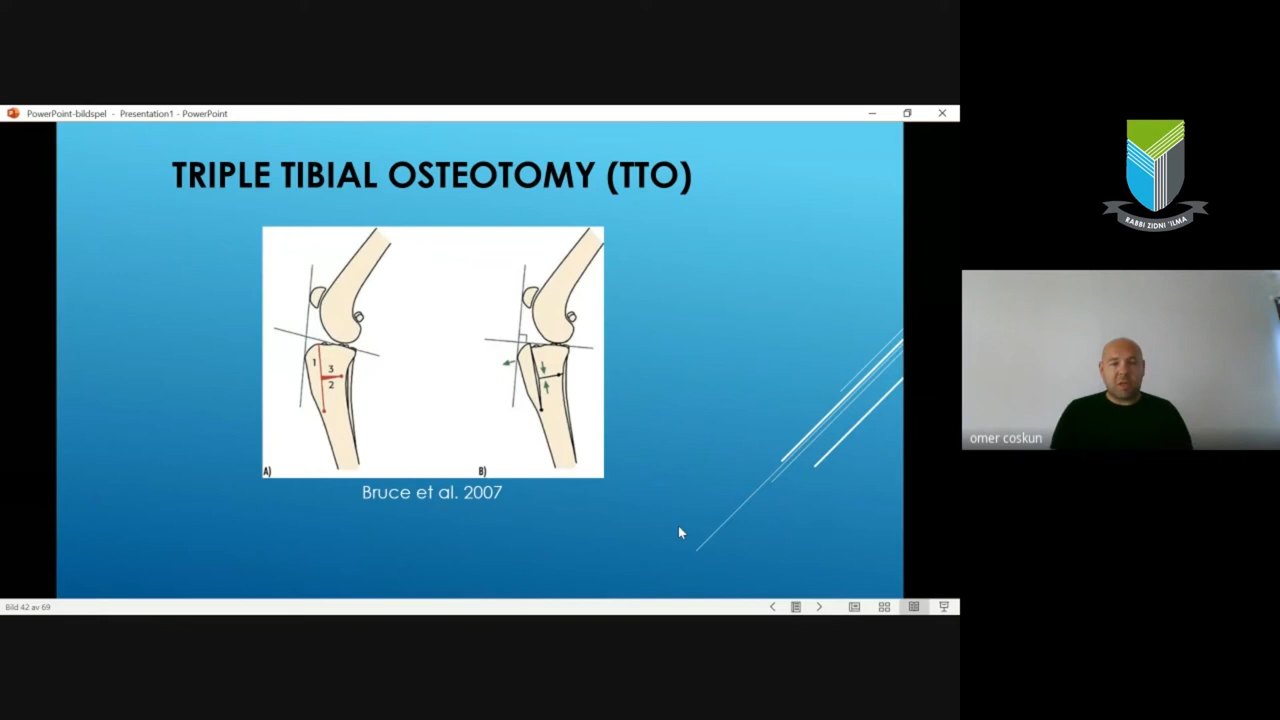 PowerPoint-bildspel - Presentation1 - PowerPoint
TRIPLE TIBIAL OSTEOTOMY (TTO)
1
3
2
A)
B)
Bruce et al. 2007
Bild 42 av 69
RABBI ZIDNI 'ILMA
omer coskun